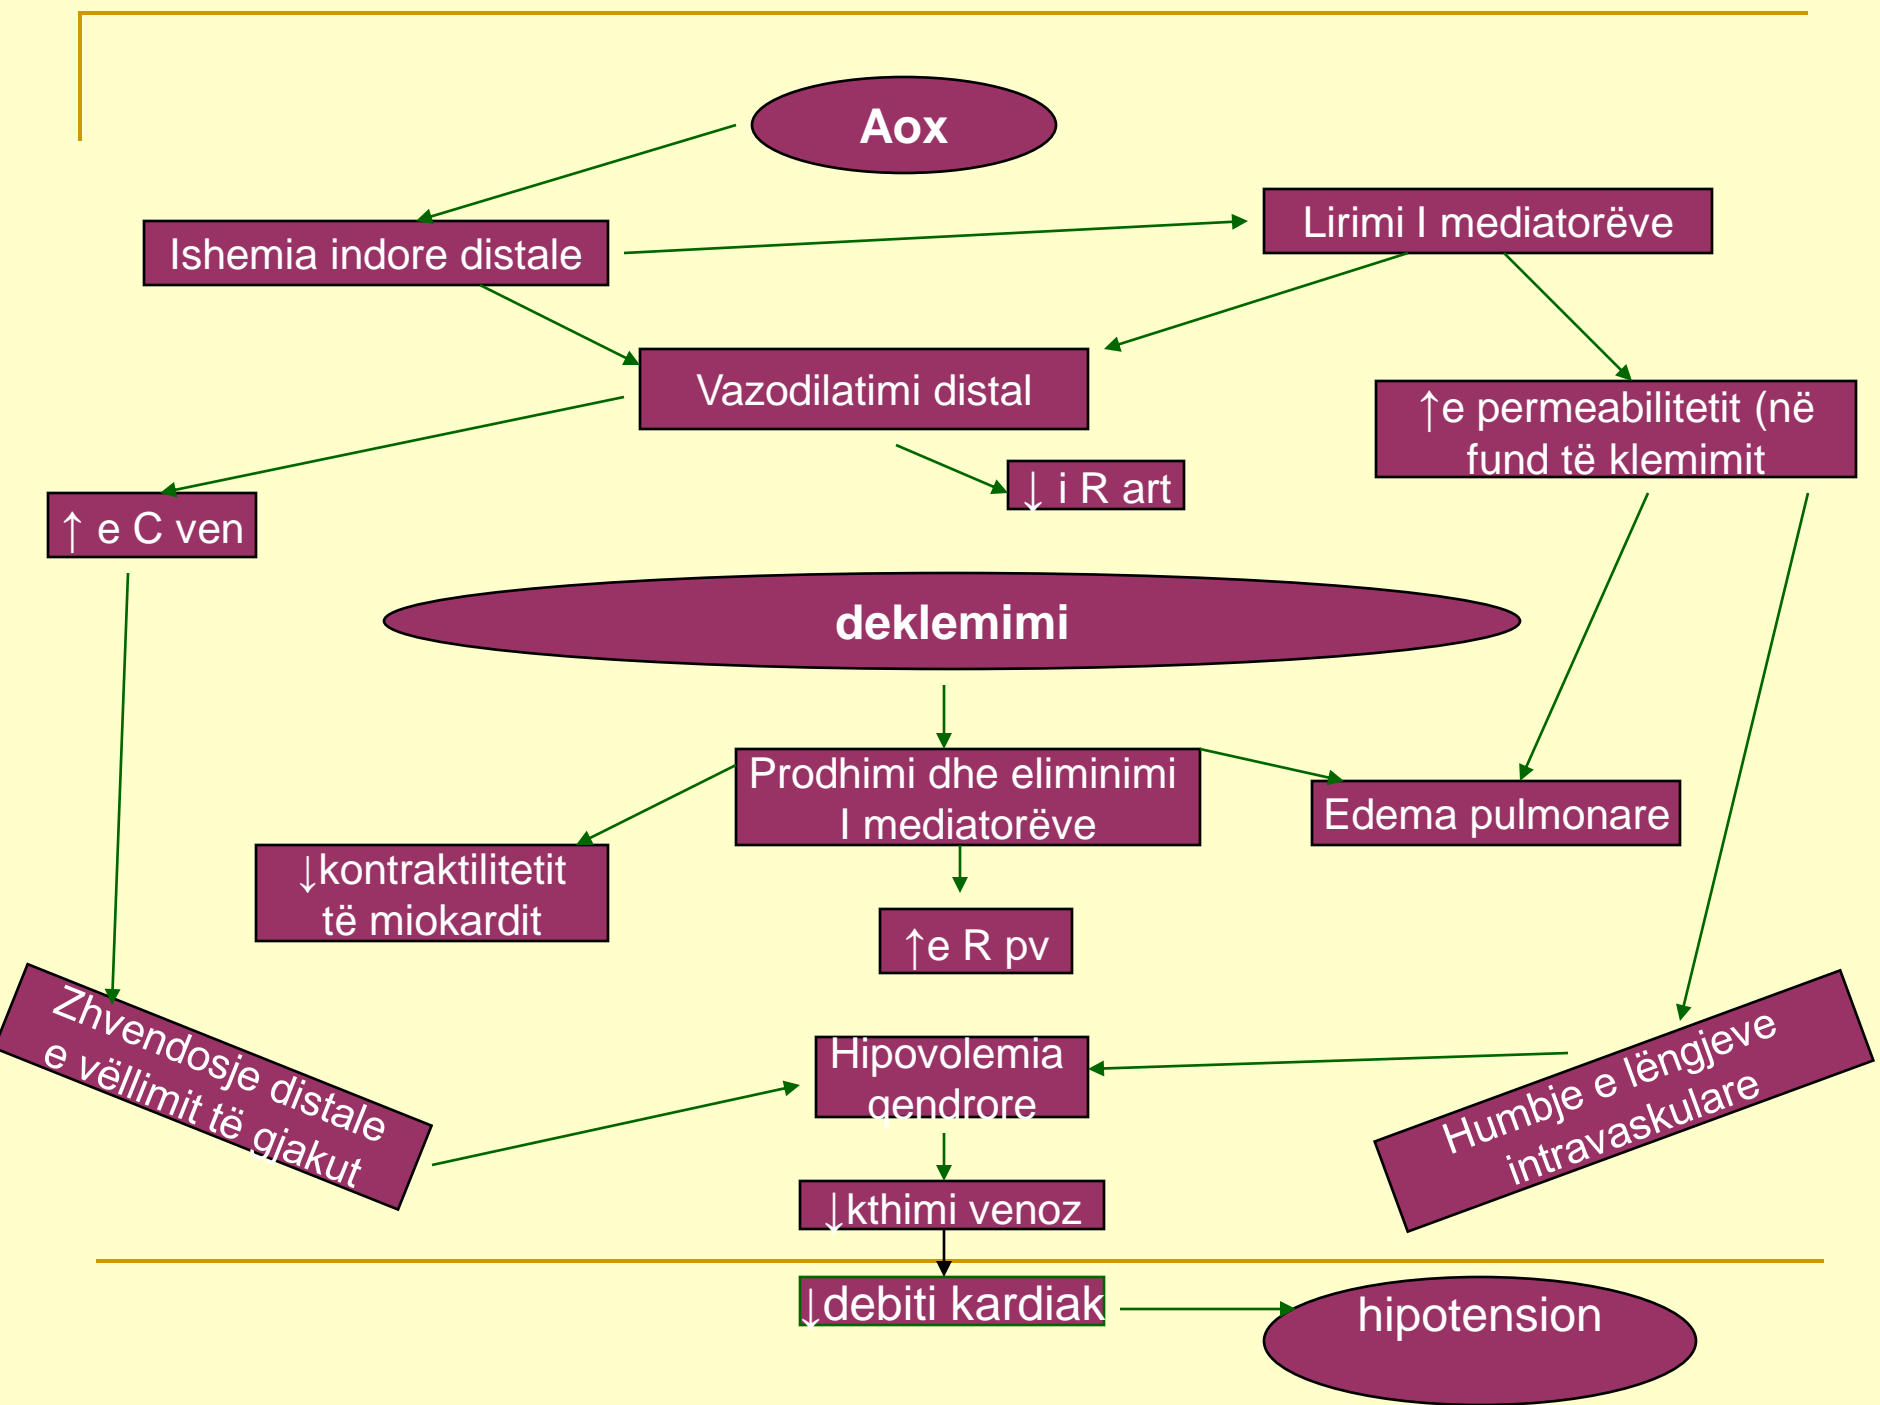 Aox
Lirimi I mediatorëve
Ishemia indore distale
Vazodilatimi distal
↑e permeabilitetit (në
fund të klemimit
↓ i R art
↑ e C ven
deklemimi
Prodhimi dhe eliminimi
I mediatorëve
Edema pulmonare
↓kontraktilitetit
të miokardit
↑e R pv
Zhvendosje distale
e vëllimit të gjakut
Hipovolemia
qendrore
Humbje e lëngjeve
intravaskulare
↓kthimi venoz
↓debiti kardiak
hipotension